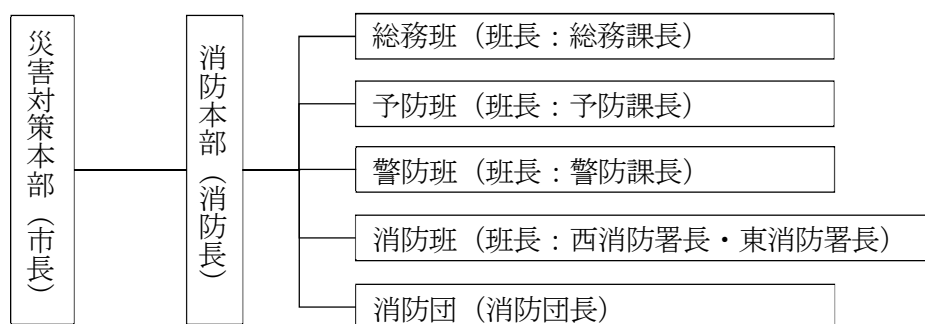 災害対策本部（市長）
消防本部（消防長）
総務班（班長：総務課長）
予防班（班長：予防課長）
警防班（班長：警防課長）
消防班（班長：西消防署長・東消防署長）
消防団（消防団長）